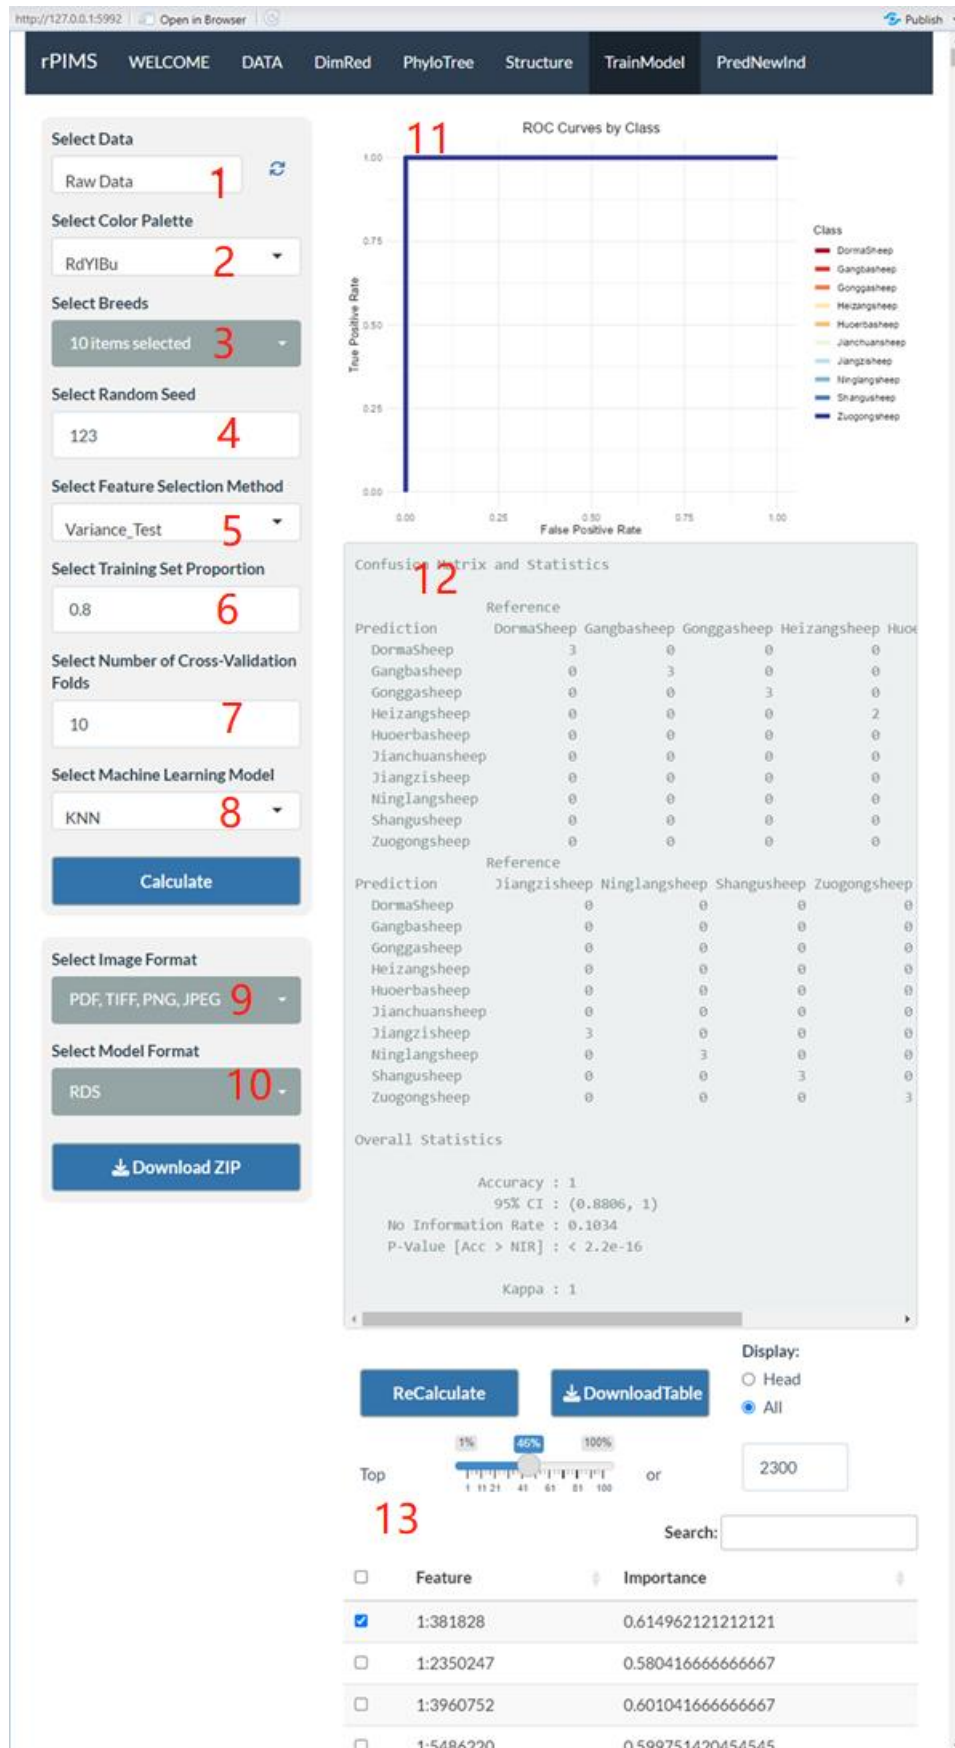 http://127.0.0.1:5992 Open in Browser Publish
rPIMS WELCOME DATA DimRed PhyloTree Structure TrainModel PredNewInd
Select Data
Raw Data 1
Select Color Palette
RdYlBu 2
Select Breeds
10 items selected 3
Select Random Seed
123 4
Select Feature Selection Method
Variance_Test 5
Select Training Set Proportion
0.8 6
Select Number of Cross-Validation
Folds
10 7
Select Machine Learning Model
KNN 8
Calculate
Select Image Format
PDF, TIFF, PNG, JPEG 9
Select Model Format
RDS 10
Download ZIP
11 ROC Curves by Class
1.00
0.75
0.50
0.25
0.00
True Positive Rate
0.00 0.25 0.50 0.75 1.00
False Positive Rate
Class
DormaSheep
Gangbasheep
Gonggasheep
Heizangsheep
Huoerbasheep
Jianchuansheep
Jiangzisheep
Ninglangsheep
Shangusheep
Zuogongsheep
Confusion Matrix and Statistics
12
Reference
Prediction DormaSheep Gangbasheep Gonggasheep Heizangsheep Huoe
DormaSheep 3 0 0 0
Gangbasheep 0 3 0 0
Gonggasheep 0 0 3 0
Heizangsheep 0 0 0 2
Huoerbasheep 0 0 0 0
Jianchuansheep 0 0 0 0
Jiangzisheep 0 0 0 0
Ninglangsheep 0 0 0 0
Shangusheep 0 0 0 0
Zuogongsheep 0 0 0 0
Reference
Prediction Jiangzisheep Ninglangsheep Shangusheep Zuogongsheep
DormaSheep 0 0 0 0
Gangbasheep 0 0 0 0
Gonggasheep 0 0 0 0
Heizangsheep 0 0 0 0
Huoerbasheep 0 0 0 0
Jianchuansheep 0 0 0 0
Jiangzisheep 3 0 0 0
Ninglangsheep 0 3 0 0
Shangusheep 0 0 3 0
Zuogongsheep 0 0 0 3
Overall Statistics
Accuracy : 1
95% CI : (0.8806, 1)
No Information Rate : 0.1034
P-Value [Acc > NIR] : < 2.2e-16
Kappa : 1
ReCalculate DownloadTable
Display:
Head
All
1% 46% 100%
Top or 2300
1 11 21 41 61 81 100
13
Search:
Feature Importance
1:381828 0.614962121212121
1:2350247 0.580416666666667
1:3960752 0.601041666666667
1:5486220 0.599751420454545